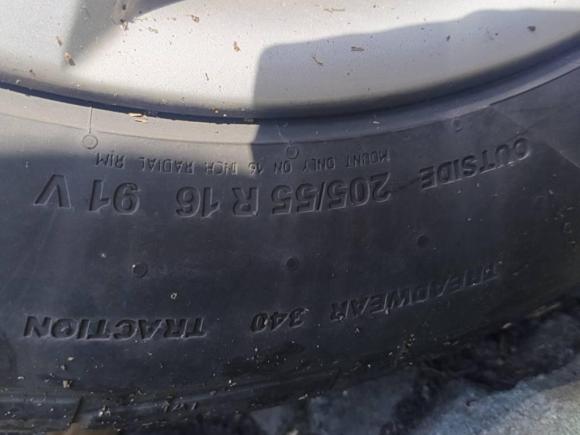 OUTSIDE 205/55 R 16 91 V
MOUNT ONLY ON 16 INCH RADIAL RIM
TREADWEAR 340 TRACTION